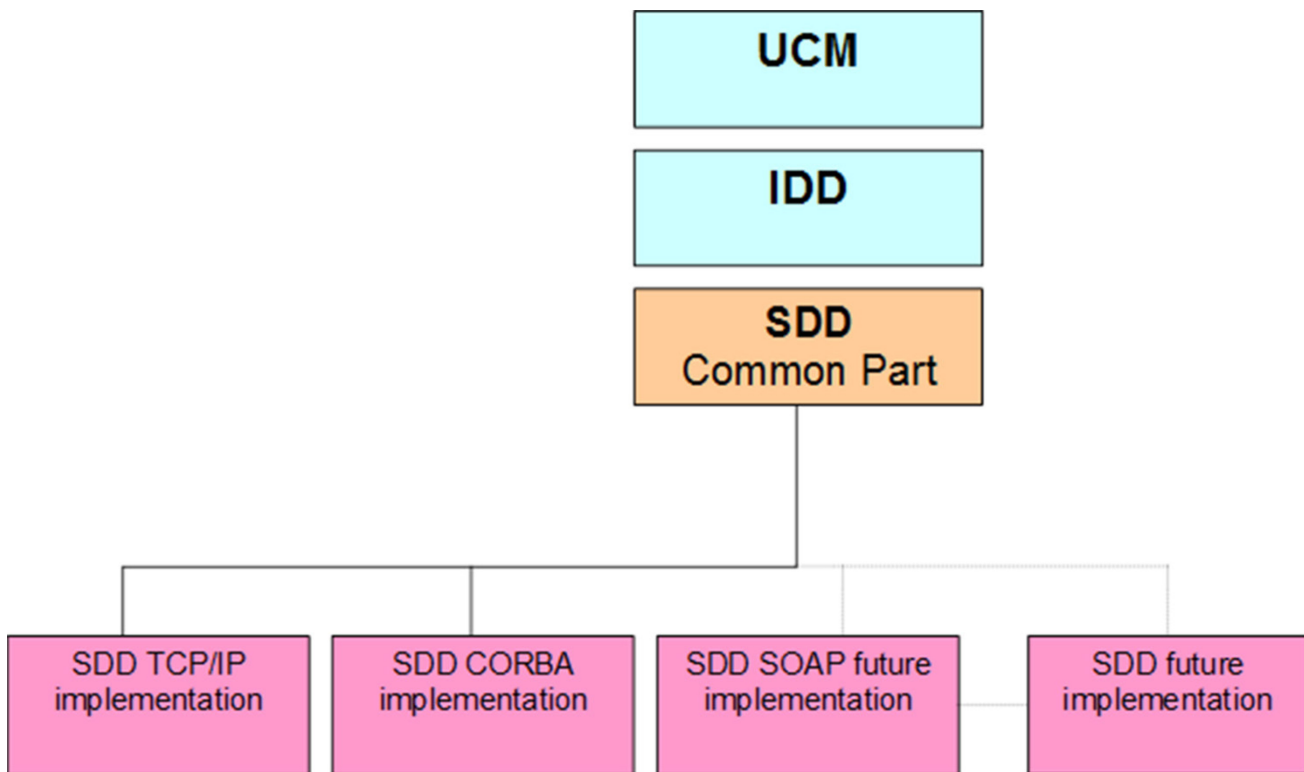 UCM
IDD
SDD
Common Part
SDD TCP/IP
implementation
SDD CORBA
implementation
SDD SOAP future
implementation
SDD future
implementation